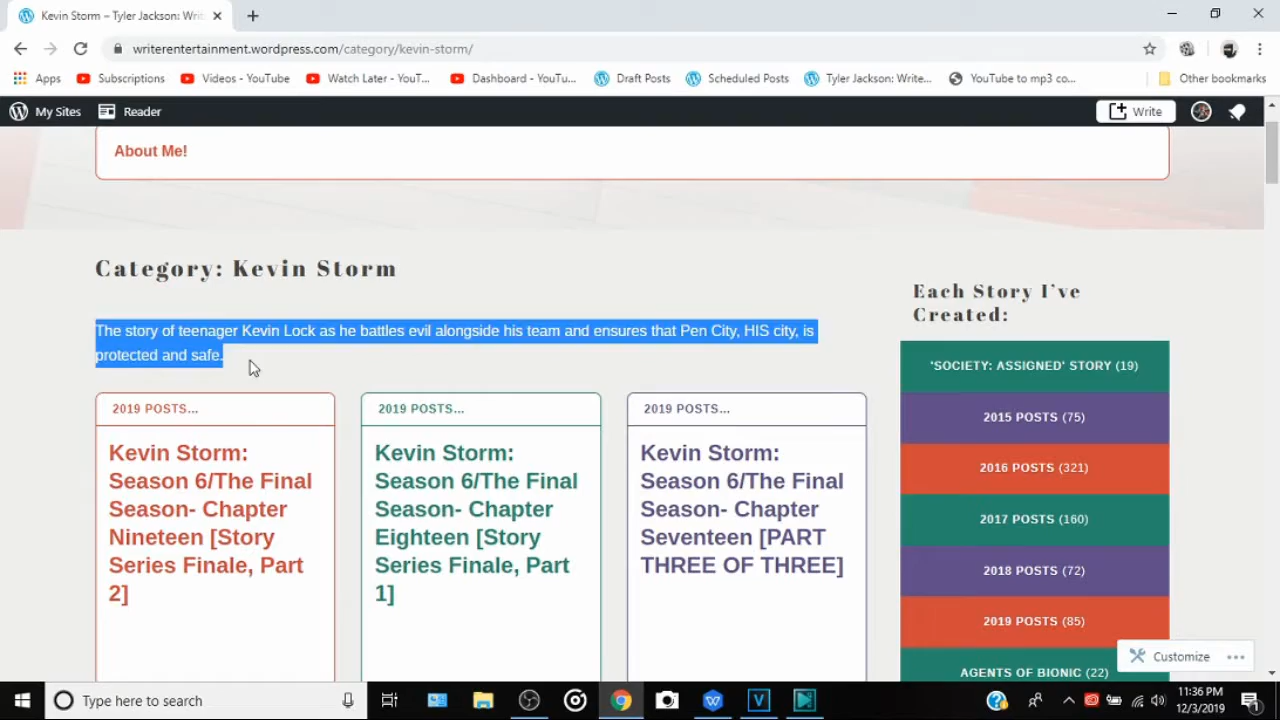 Kevin Storm – Tyler Jackson: Wri
writerentertainment.wordpress.com/category/kevin-storm/
Apps
Subscriptions
Videos - YouTube
Watch Later - YouT...
Dashboard - YouTu...
Draft Posts
Scheduled Posts
Tyler Jackson: Write...
YouTube to mp3 co...
Other bookmarks
My Sites
Reader
Write
About Me!
Category: Kevin Storm
The story of teenager Kevin Lock as he battles evil alongside his team and ensures that Pen City, HIS city, is
protected and safe.
2019 POSTS...
Kevin Storm:
Season 6/The Final
Season- Chapter
Nineteen [Story
Series Finale, Part
2]
2019 POSTS...
Kevin Storm:
Season 6/The Final
Season- Chapter
Eighteen [Story
Series Finale, Part
1]
2019 POSTS...
Kevin Storm:
Season 6/The Final
Season- Chapter
Seventeen [PART
THREE OF THREE]
Each Story I've
Created:
'SOCIETY: ASSIGNED' STORY (19)
2015 POSTS (75)
2016 POSTS (321)
2017 POSTS (160)
2018 POSTS (72)
2019 POSTS (85)
AGENTS OF BIONIC (22)
Customize
Type here to search
11:36 PM
12/3/2019